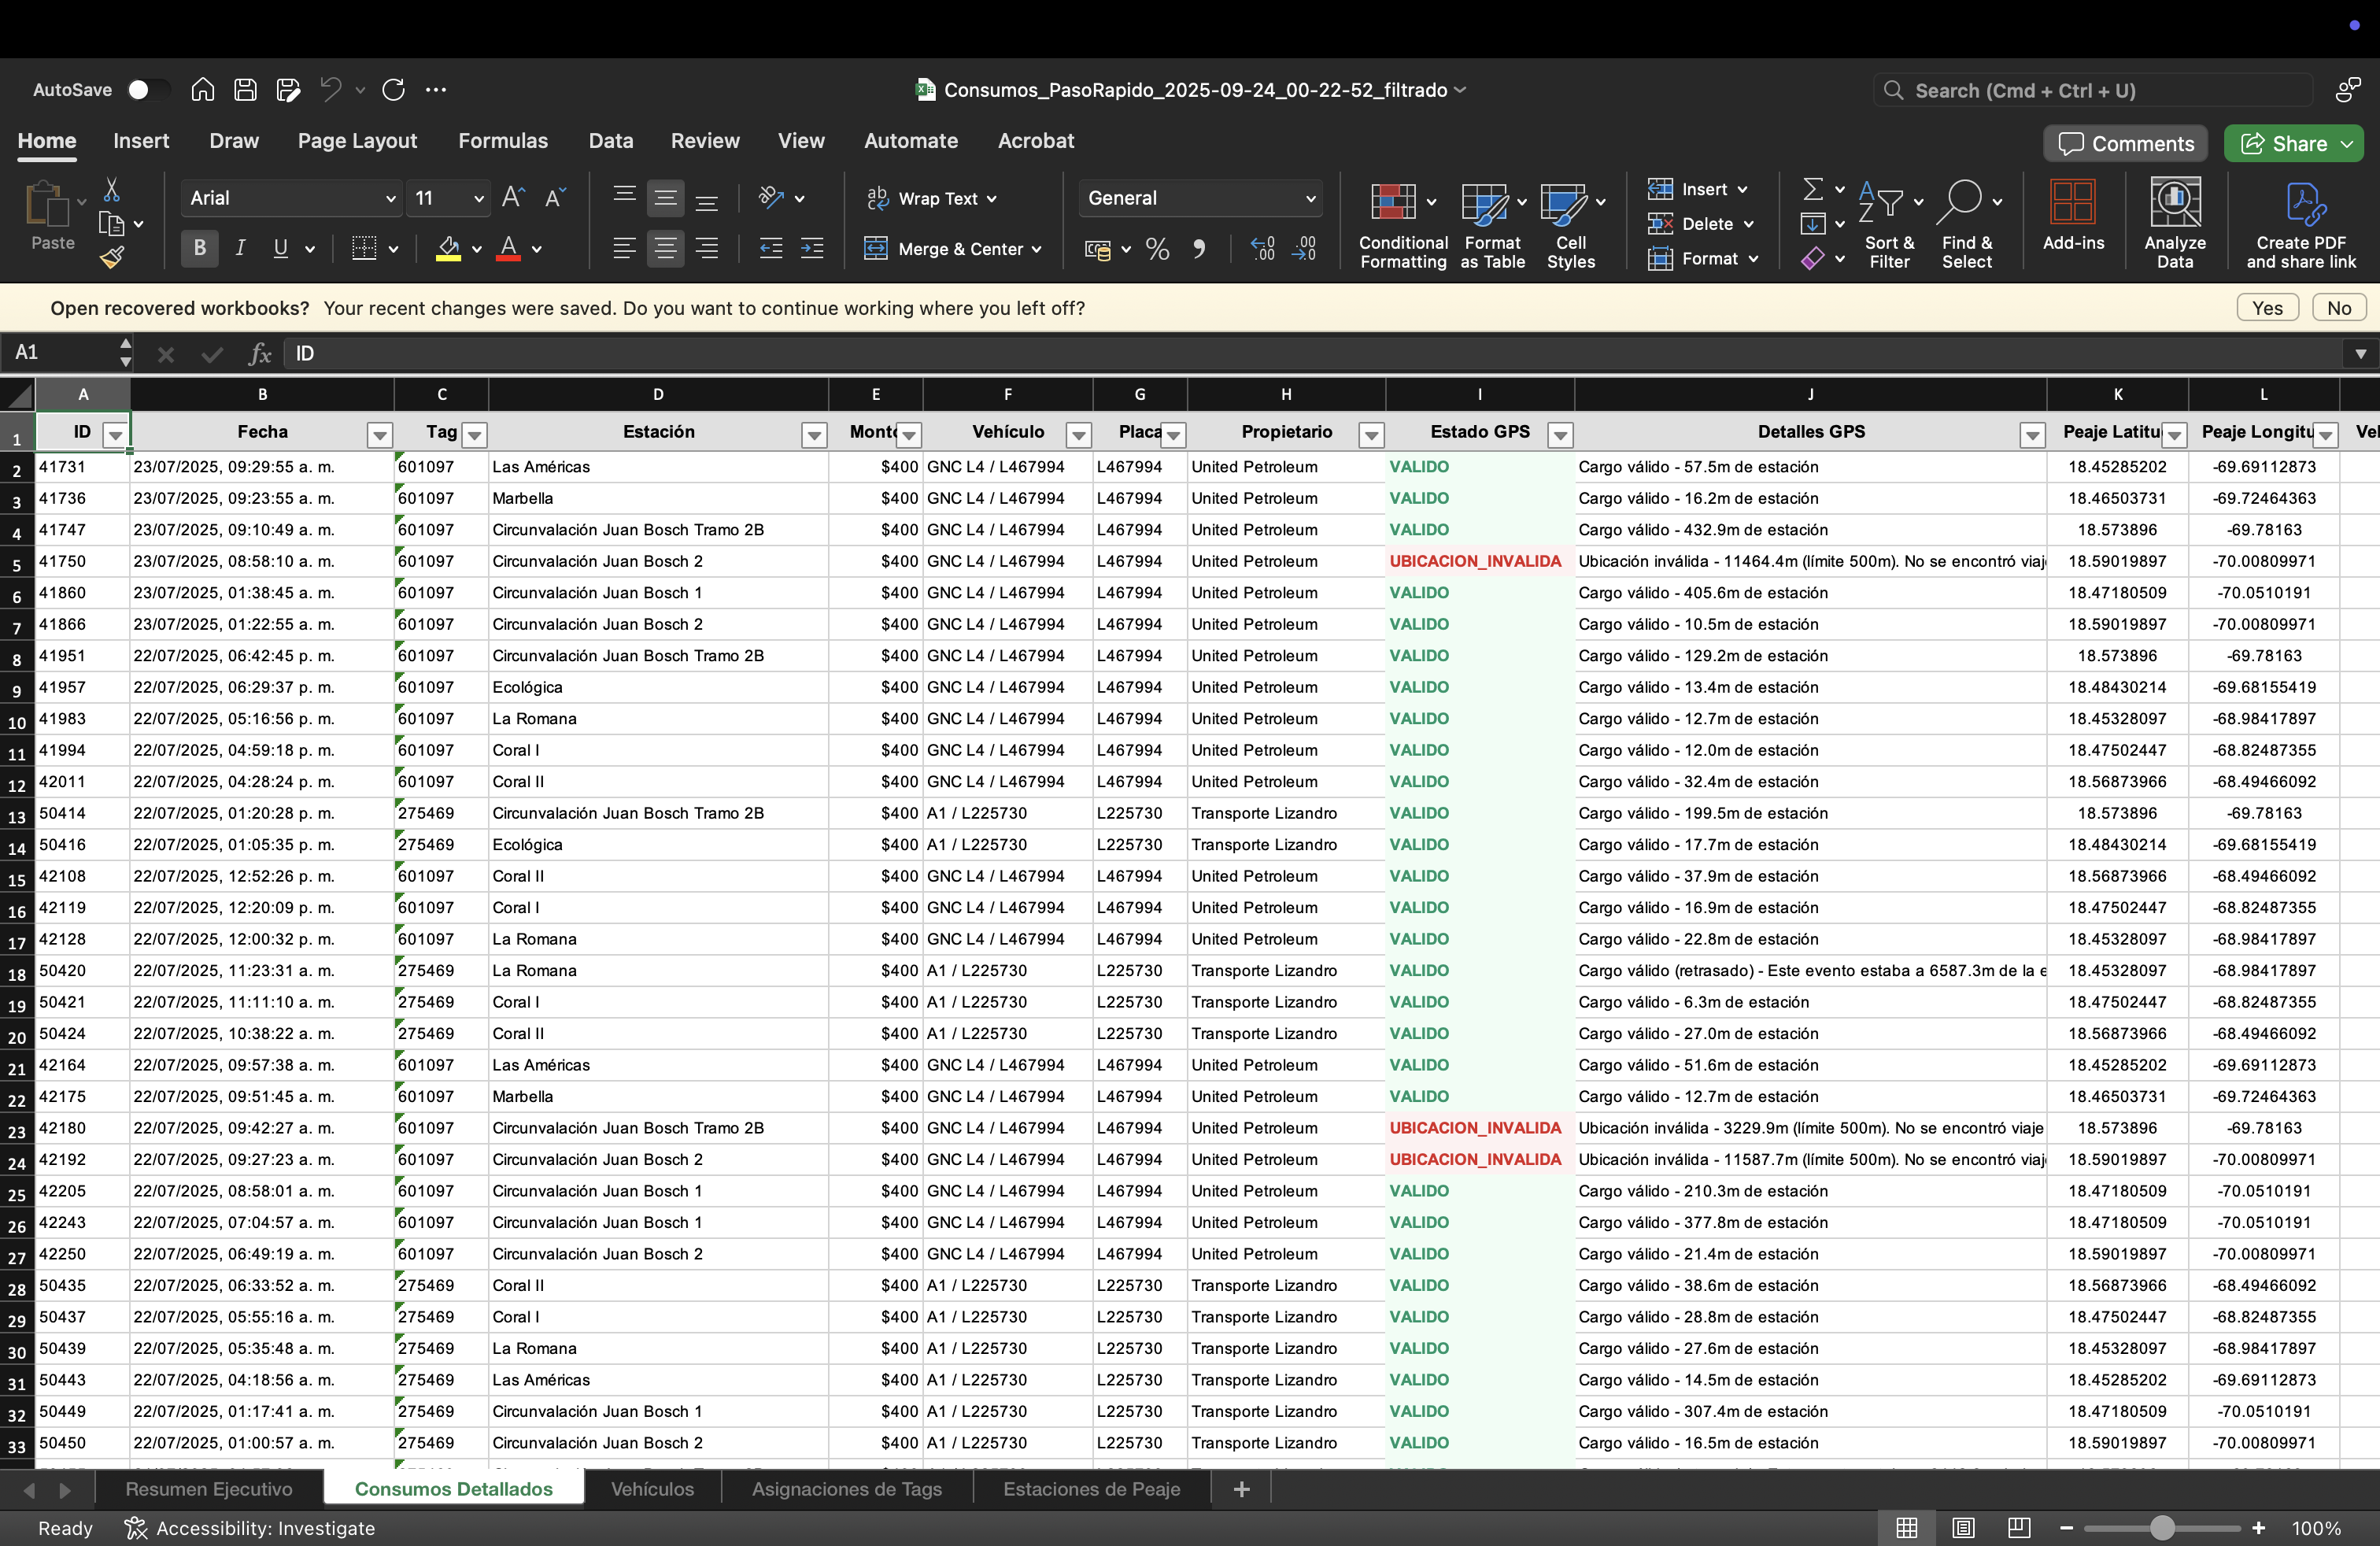 AutoSave
Consumos_PasoRapido_2025-09-24_00-22-52_filtrado
Search (Cmd + Ctrl + U)
Home Insert Draw Page Layout Formulas Data Review View Automate Acrobat
Comments Share
Paste
Arial 11
B I U
Wrap Text
Merge & Center
General
Conditional Formatting
Format as Table
Cell Styles
Insert
Delete
Format
Sort & Filter
Find & Select
Add-ins
Analyze Data
Create PDF and share link
Open recovered workbooks? Your recent changes were saved. Do you want to continue working where you left off? Yes No
A1 fx ID
A B C D E F G H I J K L
1 ID Fecha Tag Estación Monto Vehículo Placa Propietario Estado GPS Detalles GPS Peaje Latitu Peaje Longitu Vel
2 41731 23/07/2025, 09:29:55 a. m. 601097 Las Américas $400 GNC L4 / L467994 L467994 United Petroleum VALIDO Cargo válido - 57.5m de estación 18.45285202 -69.69112873
3 41736 23/07/2025, 09:23:55 a. m. 601097 Marbella $400 GNC L4 / L467994 L467994 United Petroleum VALIDO Cargo válido - 16.2m de estación 18.46503731 -69.72464363
4 41747 23/07/2025, 09:10:49 a. m. 601097 Circunvalación Juan Bosch Tramo 2B $400 GNC L4 / L467994 L467994 United Petroleum VALIDO Cargo válido - 432.9m de estación 18.573896 -69.78163
5 41750 23/07/2025, 08:58:10 a. m. 601097 Circunvalación Juan Bosch 2 $400 GNC L4 / L467994 L467994 United Petroleum UBICACION_INVALIDA Ubicación inválida - 11464.4m (límite 500m). No se encontró viaj 18.59019897 -70.00809971
6 41860 23/07/2025, 01:38:45 a. m. 601097 Circunvalación Juan Bosch 1 $400 GNC L4 / L467994 L467994 United Petroleum VALIDO Cargo válido - 405.6m de estación 18.47180509 -70.0510191
7 41866 23/07/2025, 01:22:55 a. m. 601097 Circunvalación Juan Bosch 2 $400 GNC L4 / L467994 L467994 United Petroleum VALIDO Cargo válido - 10.5m de estación 18.59019897 -70.00809971
8 41951 22/07/2025, 06:42:45 p. m. 601097 Circunvalación Juan Bosch Tramo 2B $400 GNC L4 / L467994 L467994 United Petroleum VALIDO Cargo válido - 129.2m de estación 18.573896 -69.78163
9 41957 22/07/2025, 06:29:37 p. m. 601097 Ecológica $400 GNC L4 / L467994 L467994 United Petroleum VALIDO Cargo válido - 13.4m de estación 18.48430214 -69.68155419
10 41983 22/07/2025, 05:16:56 p. m. 601097 La Romana $400 GNC L4 / L467994 L467994 United Petroleum VALIDO Cargo válido - 12.7m de estación 18.45328097 -68.98417897
11 41994 22/07/2025, 04:59:18 p. m. 601097 Coral I $400 GNC L4 / L467994 L467994 United Petroleum VALIDO Cargo válido - 12.0m de estación 18.47502447 -68.82487355
12 42011 22/07/2025, 04:28:24 p. m. 601097 Coral II $400 GNC L4 / L467994 L467994 United Petroleum VALIDO Cargo válido - 32.4m de estación 18.56873966 -68.49466092
13 50414 22/07/2025, 01:20:28 p. m. 275469 Circunvalación Juan Bosch Tramo 2B $400 A1 / L225730 L225730 Transporte Lizandro VALIDO Cargo válido - 199.5m de estación 18.573896 -69.78163
14 50416 22/07/2025, 01:05:35 p. m. 275469 Ecológica $400 A1 / L225730 L225730 Transporte Lizandro VALIDO Cargo válido - 17.7m de estación 18.48430214 -69.68155419
15 42108 22/07/2025, 12:52:26 p. m. 601097 Coral II $400 GNC L4 / L467994 L467994 United Petroleum VALIDO Cargo válido - 37.9m de estación 18.56873966 -68.49466092
16 42119 22/07/2025, 12:20:09 p. m. 601097 Coral I $400 GNC L4 / L467994 L467994 United Petroleum VALIDO Cargo válido - 16.9m de estación 18.47502447 -68.82487355
17 42128 22/07/2025, 12:00:32 p. m. 601097 La Romana $400 GNC L4 / L467994 L467994 United Petroleum VALIDO Cargo válido - 22.8m de estación 18.45328097 -68.98417897
18 50420 22/07/2025, 11:23:31 a. m. 275469 La Romana $400 A1 / L225730 L225730 Transporte Lizandro VALIDO Cargo válido (retrasado) - Este evento estaba a 6587.3m de la e 18.45328097 -68.98417897
19 50421 22/07/2025, 11:11:10 a. m. 275469 Coral I $400 A1 / L225730 L225730 Transporte Lizandro VALIDO Cargo válido - 6.3m de estación 18.47502447 -68.82487355
20 50424 22/07/2025, 10:38:22 a. m. 275469 Coral II $400 A1 / L225730 L225730 Transporte Lizandro VALIDO Cargo válido - 27.0m de estación 18.56873966 -68.49466092
21 42164 22/07/2025, 09:57:38 a. m. 601097 Las Américas $400 GNC L4 / L467994 L467994 United Petroleum VALIDO Cargo válido - 51.6m de estación 18.45285202 -69.69112873
22 42175 22/07/2025, 09:51:45 a. m. 601097 Marbella $400 GNC L4 / L467994 L467994 United Petroleum VALIDO Cargo válido - 12.7m de estación 18.46503731 -69.72464363
23 42180 22/07/2025, 09:42:27 a. m. 601097 Circunvalación Juan Bosch Tramo 2B $400 GNC L4 / L467994 L467994 United Petroleum UBICACION_INVALIDA Ubicación inválida - 3229.9m (límite 500m). No se encontró viaje 18.573896 -69.78163
24 42192 22/07/2025, 09:27:23 a. m. 601097 Circunvalación Juan Bosch 2 $400 GNC L4 / L467994 L467994 United Petroleum UBICACION_INVALIDA Ubicación inválida - 11587.7m (límite 500m). No se encontró viaj 18.59019897 -70.00809971
25 42205 22/07/2025, 08:58:01 a. m. 601097 Circunvalación Juan Bosch 1 $400 GNC L4 / L467994 L467994 United Petroleum VALIDO Cargo válido - 210.3m de estación 18.47180509 -70.0510191
26 42243 22/07/2025, 07:04:57 a. m. 601097 Circunvalación Juan Bosch 1 $400 GNC L4 / L467994 L467994 United Petroleum VALIDO Cargo válido - 377.8m de estación 18.47180509 -70.0510191
27 42250 22/07/2025, 06:49:19 a. m. 601097 Circunvalación Juan Bosch 2 $400 GNC L4 / L467994 L467994 United Petroleum VALIDO Cargo válido - 21.4m de estación 18.59019897 -70.00809971
28 50435 22/07/2025, 06:33:52 a. m. 275469 Coral II $400 A1 / L225730 L225730 Transporte Lizandro VALIDO Cargo válido - 38.6m de estación 18.56873966 -68.49466092
29 50437 22/07/2025, 05:55:16 a. m. 275469 Coral I $400 A1 / L225730 L225730 Transporte Lizandro VALIDO Cargo válido - 28.8m de estación 18.47502447 -68.82487355
30 50439 22/07/2025, 05:35:48 a. m. 275469 La Romana $400 A1 / L225730 L225730 Transporte Lizandro VALIDO Cargo válido - 27.6m de estación 18.45328097 -68.98417897
31 50443 22/07/2025, 04:18:56 a. m. 275469 Las Américas $400 A1 / L225730 L225730 Transporte Lizandro VALIDO Cargo válido - 14.5m de estación 18.45285202 -69.69112873
32 50449 22/07/2025, 01:17:41 a. m. 275469 Circunvalación Juan Bosch 1 $400 A1 / L225730 L225730 Transporte Lizandro VALIDO Cargo válido - 307.4m de estación 18.47180509 -70.0510191
33 50450 22/07/2025, 01:00:57 a. m. 275469 Circunvalación Juan Bosch 2 $400 A1 / L225730 L225730 Transporte Lizandro VALIDO Cargo válido - 16.5m de estación 18.59019897 -70.00809971
Resumen Ejecutivo Consumos Detallados Vehículos Asignaciones de Tags Estaciones de Peaje +
Ready Accessibility: Investigate 100%